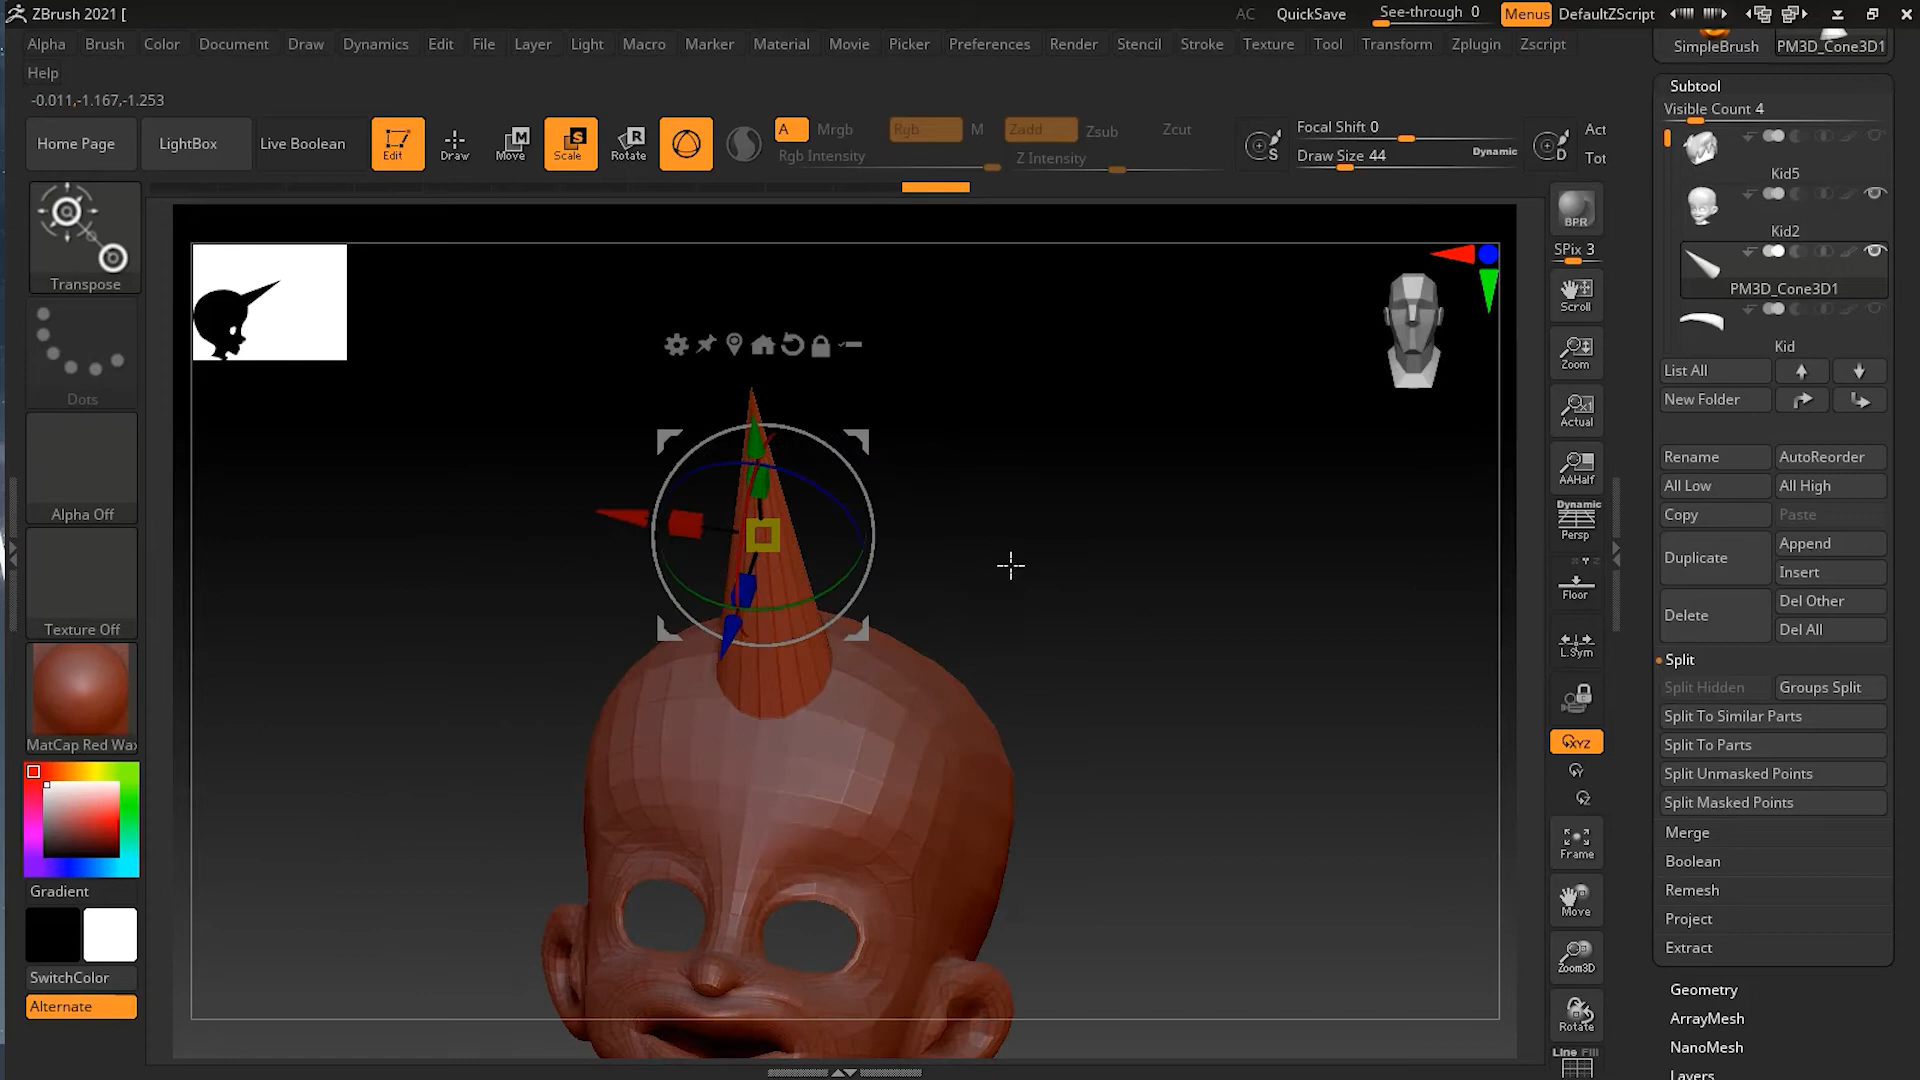 ZBrush 2021 [
AC QuickSave See-through 0 Menus DefaultZScript
Alpha Brush Color Document Draw Dynamics Edit File Layer Light Macro Marker Material Movie Picker Preferences Render Stencil Stroke Texture Tool Transform Zplugin Zscript
Help
SimpleBrush PM3D_Cone3D1
-0.011,-1.167,-1.253
Home Page LightBox Live Boolean Edit Draw Move Scale Rotate
A Mrgb Rgb M Zadd Zsub Zcut
Rgb Intensity Z Intensity
Focal Shift 0
Draw Size 44 Dynamic
S D
Act
Tot
Transpose
Dots
Alpha Off
Texture Off
MatCap Red Wax
Gradient
SwitchColor
Alternate
BPR
SPix 3
Scroll
Zoom
Actual
AAHalf
Dynamic
Persp
Floor
L.Sym
XYZ
Y
Z
Frame
Move
Zoom3D
Rotate
Line Fill
Subtool
Visible Count 4
Kid5
Kid2
PM3D_Cone3D1
Kid
List All
New Folder
Rename AutoReorder
All Low All High
Copy Paste
Duplicate Append
Insert
Delete Del Other
Del All
Split
Split Hidden Groups Split
Split To Similar Parts
Split To Parts
Split Unmasked Points
Split Masked Points
Merge
Boolean
Remesh
Project
Extract
Geometry
ArrayMesh
NanoMesh
Layers